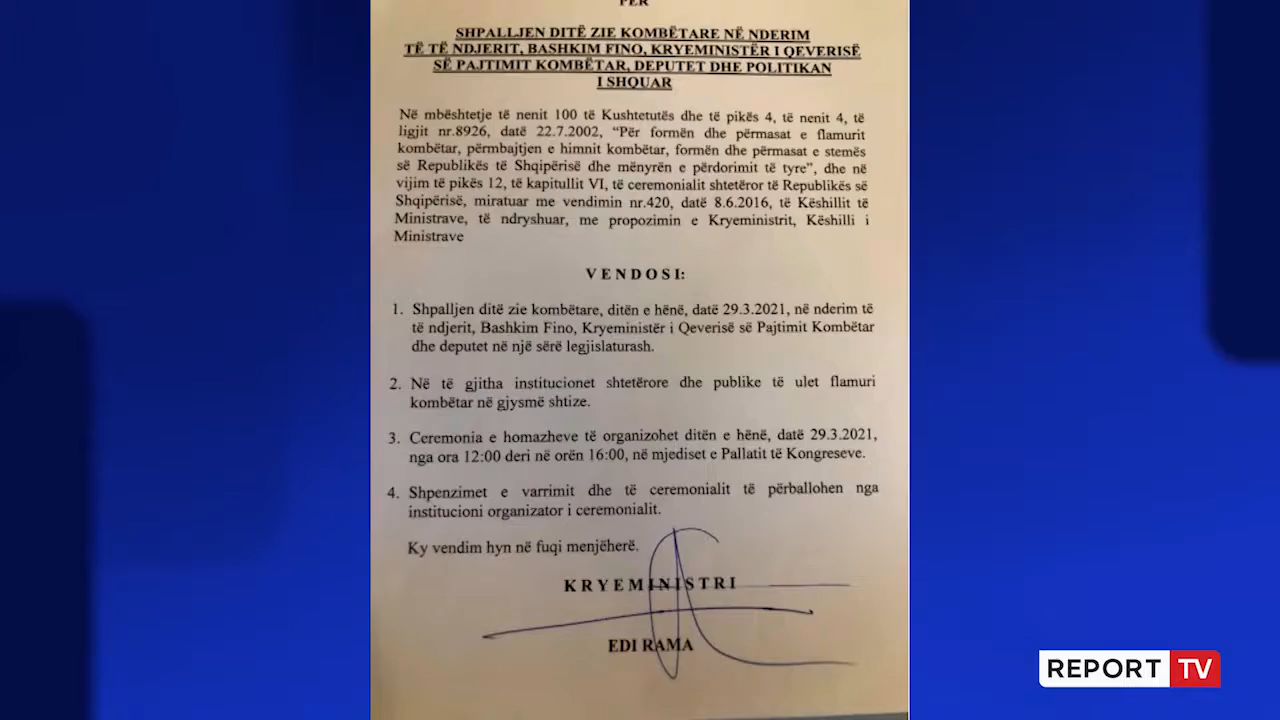 PËR
SHPALLJEN DITË ZIE KOMBËTARE NË NDERIM
TË TË NDJERIT, BASHKIM FINO, KRYEMINISTËR I QEVERISË
SË PAJTIMIT KOMBËTAR, DEPUTET DHE POLITIKAN
I SHQUAR
Në mbështetje të nenit 100 të Kushtetutës dhe të pikës 4, të nenit 4, të
ligjit nr.8926, datë 22.7.2002, “Për formën dhe përmasat e flamurit
kombëtar, përmbajtjen e himnit kombëtar, formën dhe përmasat e stemës
së Republikës të Shqipërisë dhe mënyrën e përdorimit të tyre”, dhe në
vijim të pikës 12, të kapitullit VI, të ceremonialit shtetëror të Republikës së
Shqipërisë, miratuar me vendimin nr.420, datë 8.6.2016, të Këshillit të
Ministrave, të ndryshuar, me propozimin e Kryeministrit, Këshilli i
Ministrave
VENDOSI:
1. Shpalljen ditë zie kombëtare, ditën e hënë, datë 29.3.2021, në nderim të
të ndjerit, Bashkim Fino, Kryeministër i Qeverisë së Pajtimit Kombëtar
dhe deputet në një sërë legjislaturash.
2. Në të gjitha institucionet shtetërore dhe publike të ulet flamuri
kombëtar në gjysmë shtize.
3. Ceremonia e homazheve të organizohet ditën e hënë, datë 29.3.2021,
nga ora 12:00 deri në orën 16:00, në mjediset e Pallatit të Kongreseve.
4. Shpenzimet e varrimit dhe të ceremonialit të përballohen nga
institucioni organizator i ceremonialit.
Ky vendim hyn në fuqi menjëherë.
KRYEMINISTRI
EDI RAMA
REPORT TV